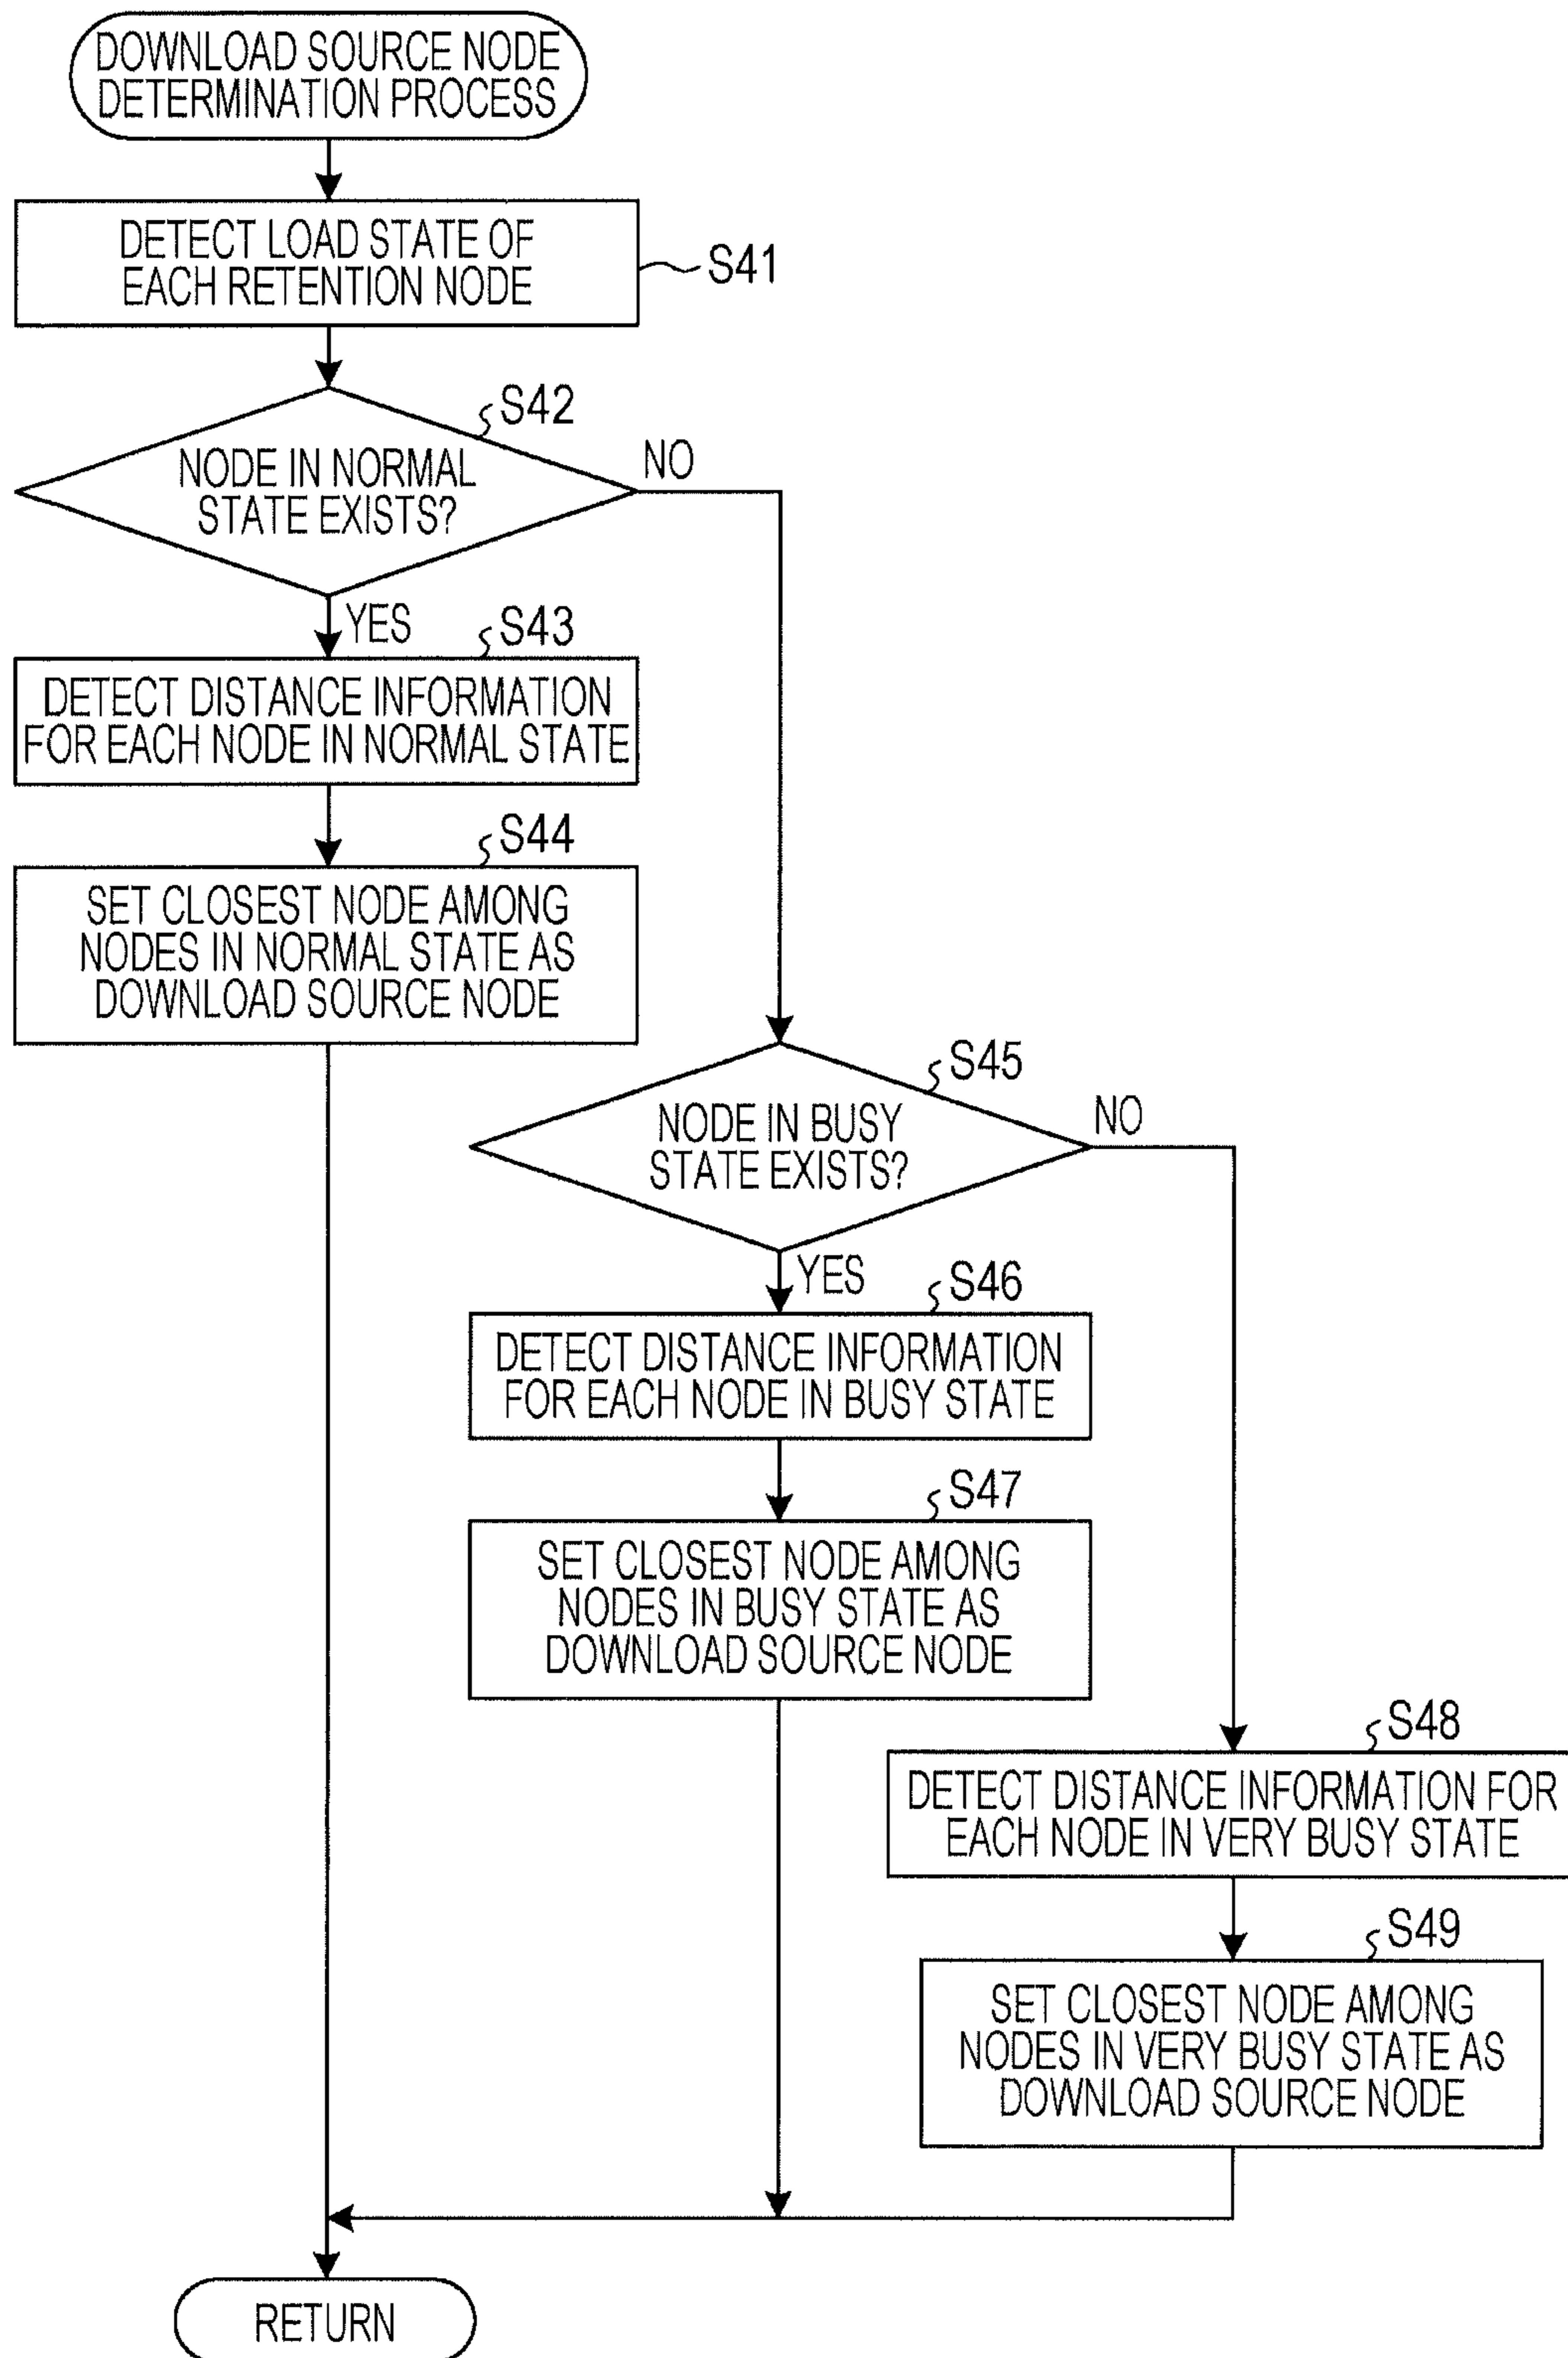 DOWNLOAD SOURCE NODE
DETERMINATION PROCESS
DETECT LOAD STATE OF
EACH RETENTION NODE
S41
S42
NODE IN NORMAL
STATE EXISTS?
NO
YES
S43
DETECT DISTANCE INFORMATION
FOR EACH NODE IN NORMAL STATE
S44
SET CLOSEST NODE AMONG
NODES IN NORMAL STATE AS
DOWNLOAD SOURCE NODE
S45
NODE IN BUSY
STATE EXISTS?
NO
YES
S46
DETECT DISTANCE INFORMATION
FOR EACH NODE IN BUSY STATE
S47
SET CLOSEST NODE AMONG
NODES IN BUSY STATE AS
DOWNLOAD SOURCE NODE
S48
DETECT DISTANCE INFORMATION FOR
EACH NODE IN VERY BUSY STATE
S49
SET CLOSEST NODE AMONG
NODES IN VERY BUSY STATE AS
DOWNLOAD SOURCE NODE
RETURN